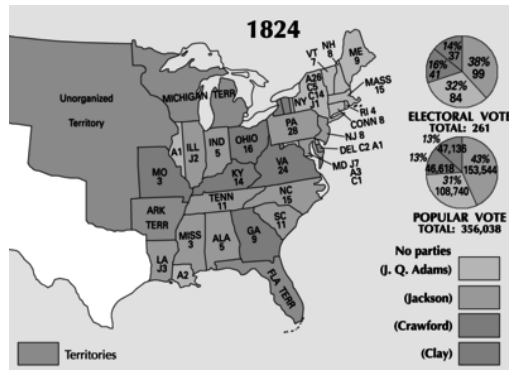 1824
VT
7
NH
8
ME
9
MASS
15
RI 4
CONN 8
NJ 8
DEL C2 A1
MD J7
A3
C1
A26
C5
C14
J1
NY
PA
28
MICHIGAN TERR
Unorganized
Territory
A1
ILL
J2
IND
5
OHIO
16
MO
3
KY
14
VA
24
TENN
11
NC
15
SC
11
ARK
TERR
MISS
3
ALA
5
GA
9
LA
J3
A2
FLA TERR
14%
37
16%
41
38%
99
32%
84
ELECTORAL VOTE
TOTAL: 261
13%
47,136
13%
46,618
43%
153,544
31%
108,740
POPULAR VOTE
TOTAL: 356,038
No parties
(J. Q. Adams)
(Jackson)
(Crawford)
(Clay)
Territories